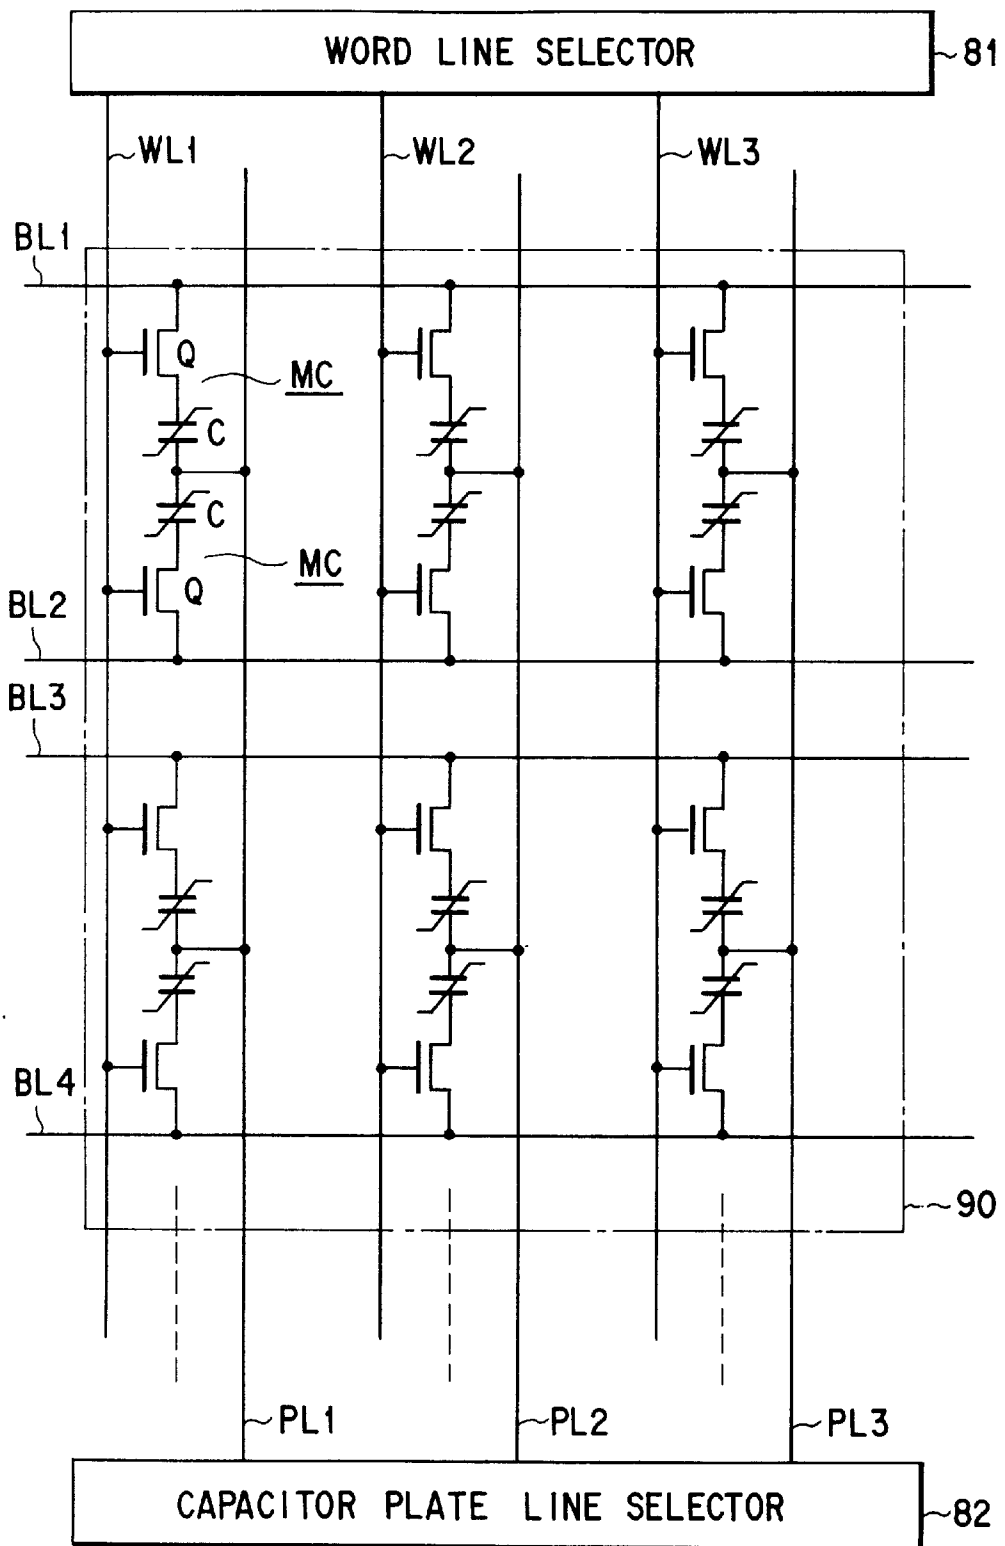 WORD LINE SELECTOR
81
WL1
WL2
WL3
BL1
Q
MC
C
C
MC
Q
BL2
BL3
BL4
90
PL1
PL2
PL3
CAPACITOR PLATE LINE SELECTOR
82